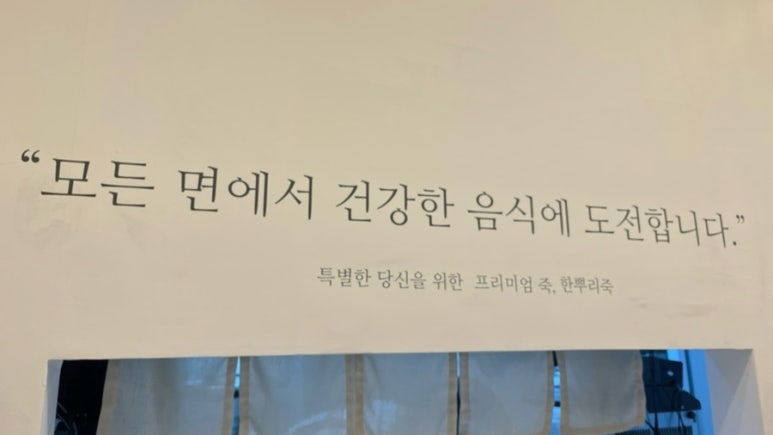 “모든 면에서 건강한 음식에 도전합니다.”
특별한 당신을 위한 프리미엄 죽, 한뿌리죽